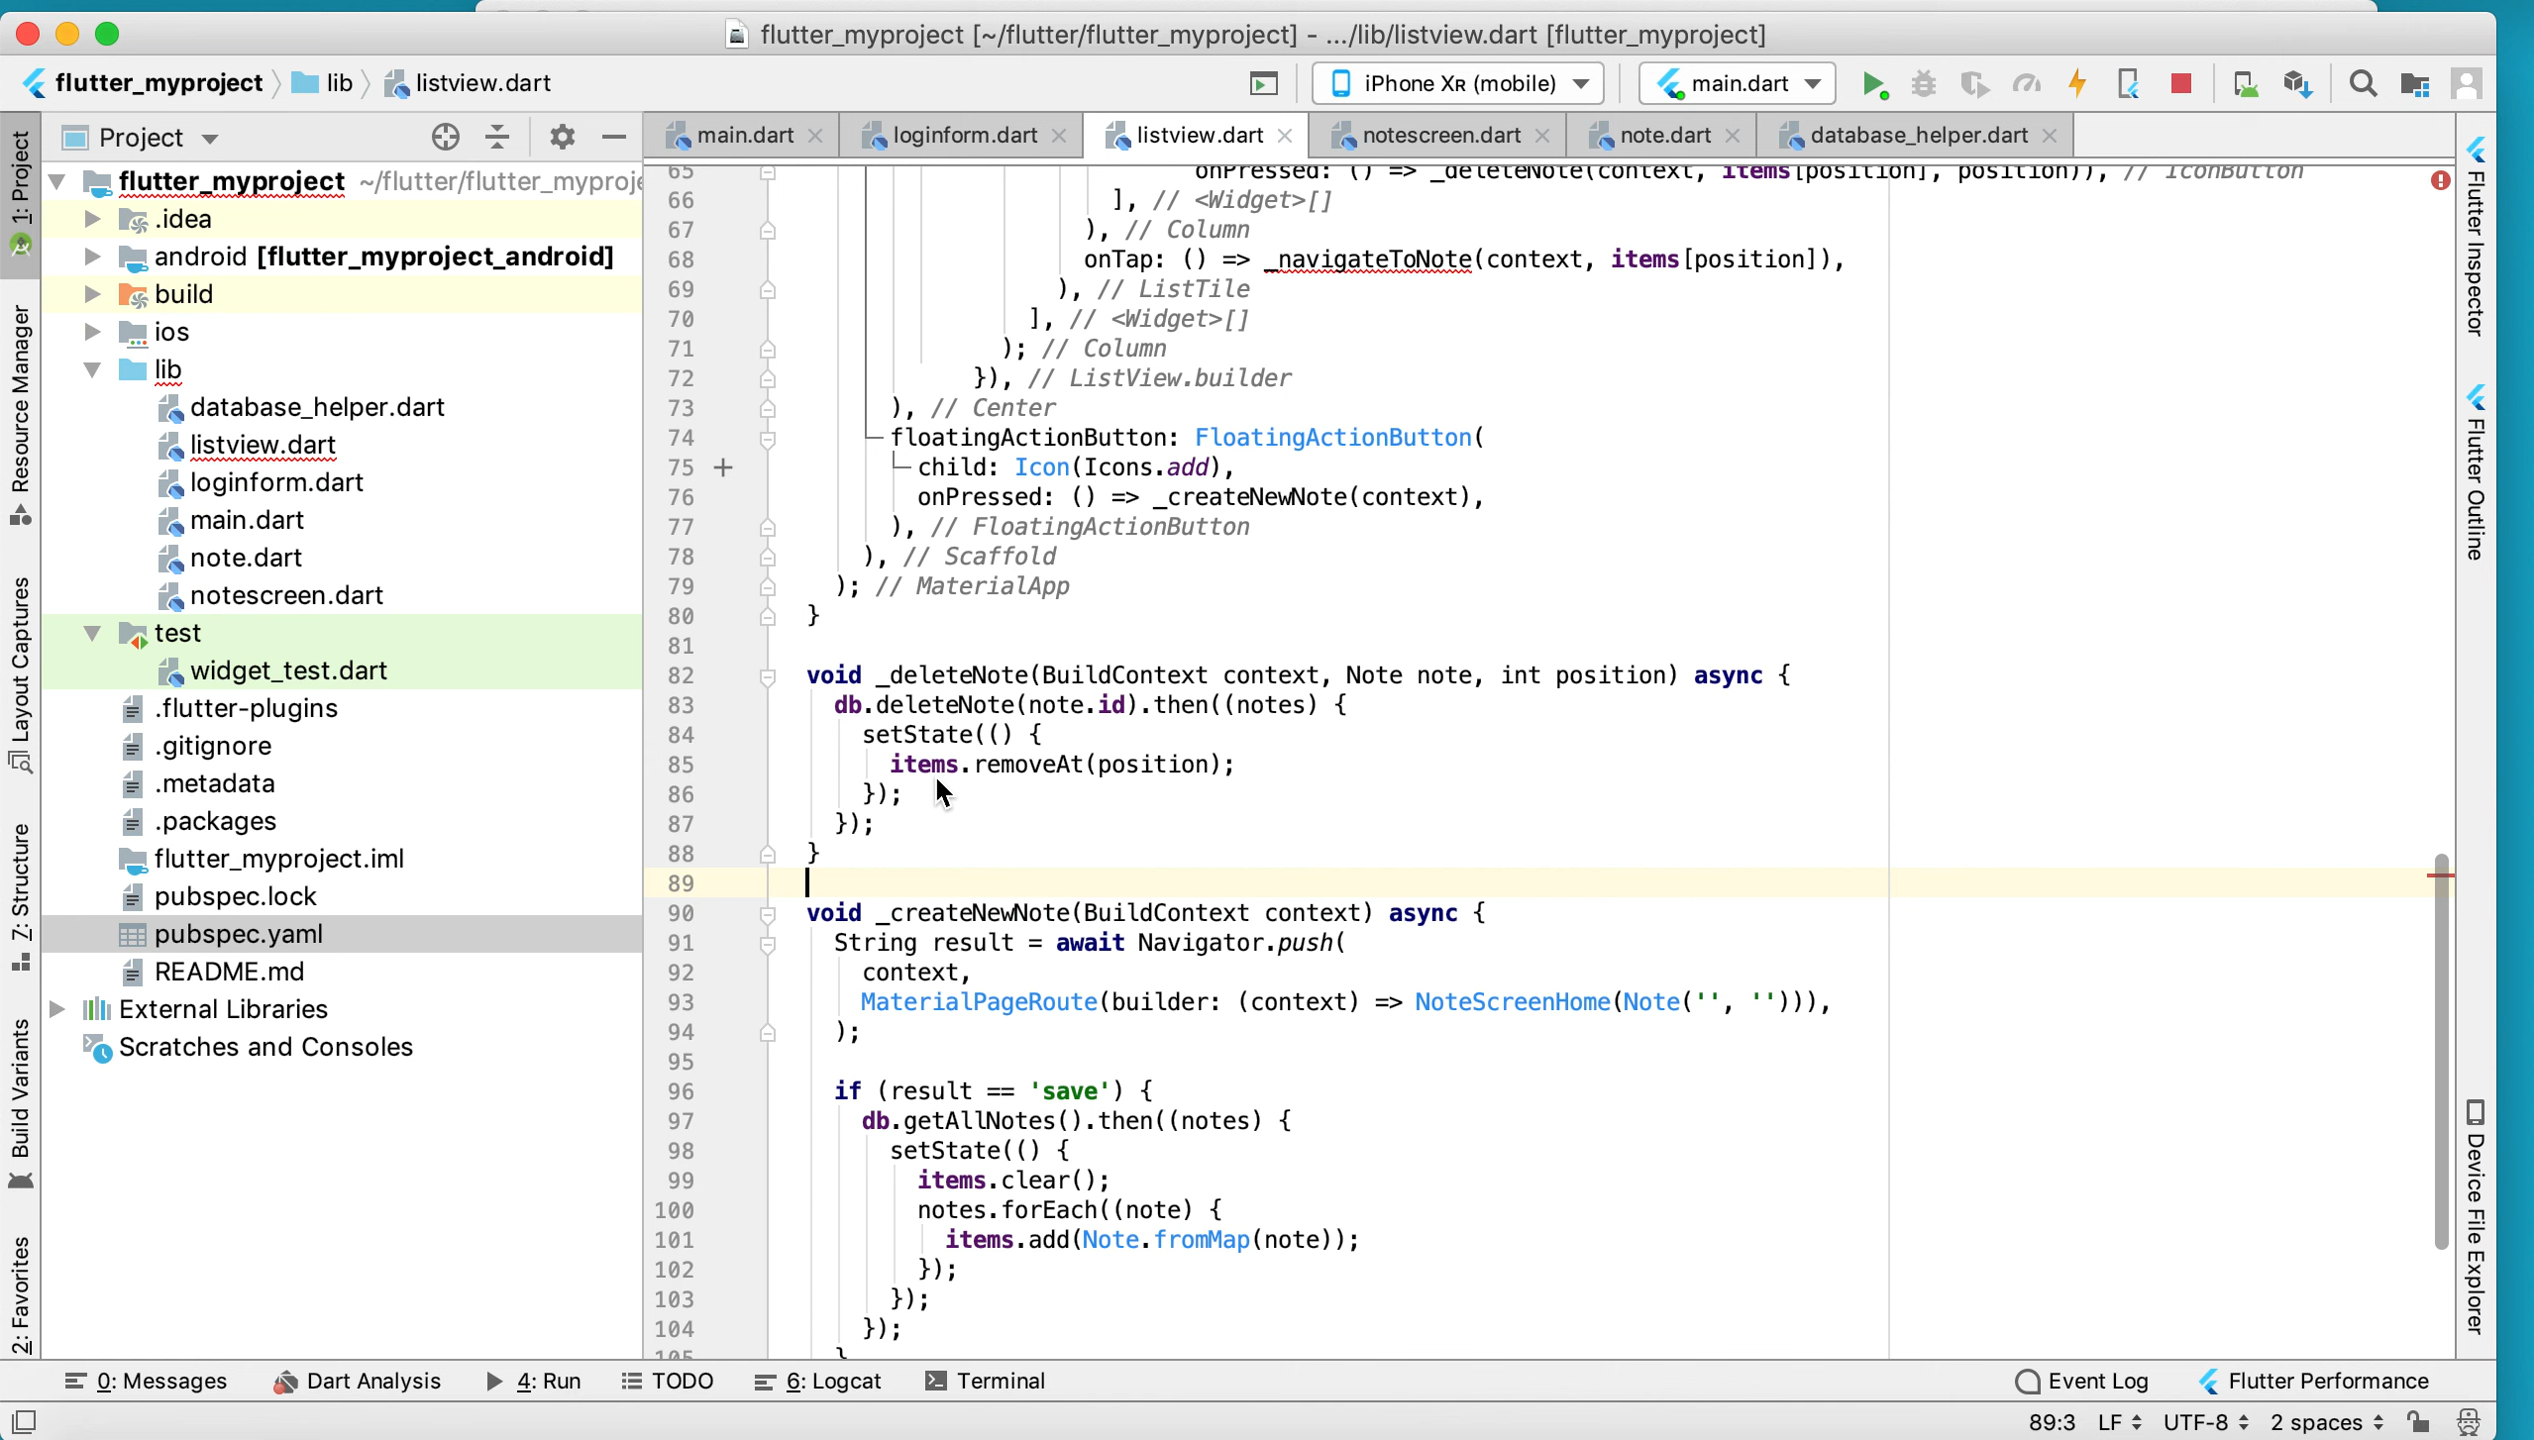 flutter_myproject [~/flutter/flutter_myproject] - .../lib/listview.dart [flutter_myproject]
flutter_myproject lib listview.dart
iPhone XR (mobile) main.dart
Project
main.dart loginform.dart listview.dart notescreen.dart note.dart database_helper.dart
flutter_myproject ~/flutter/flutter_myproje
.idea
android [flutter_myproject_android]
build
ios
lib
database_helper.dart
listview.dart
loginform.dart
main.dart
note.dart
notescreen.dart
test
widget_test.dart
.flutter-plugins
.gitignore
.metadata
.packages
flutter_myproject.iml
pubspec.lock
pubspec.yaml
README.md
External Libraries
Scratches and Consoles
1: Project
Resource Manager
Layout Captures
7: Structure
Build Variants
2: Favorites
65 onPressed: () => _deleteNote(context, items[position], position)), // IconButton
66 ], // <Widget>[]
67 ), // Column
68 onTap: () => _navigateToNote(context, items[position]),
69 ), // ListTile
70 ], // <Widget>[]
71 ); // Column
72 }), // ListView.builder
73 ), // Center
74 floatingActionButton: FloatingActionButton(
75 child: Icon(Icons.add),
76 onPressed: () => _createNewNote(context),
77 ), // FloatingActionButton
78 ), // Scaffold
79 ); // MaterialApp
80 }
81
82 void _deleteNote(BuildContext context, Note note, int position) async {
83 db.deleteNote(note.id).then((notes) {
84 setState(() {
85 items.removeAt(position);
86 });
87 });
88 }
89
90 void _createNewNote(BuildContext context) async {
91 String result = await Navigator.push(
92 context,
93 MaterialPageRoute(builder: (context) => NoteScreenHome(Note('', ''))),
94 );
95
96 if (result == 'save') {
97 db.getAllNotes().then((notes) {
98 setState(() {
99 items.clear();
100 notes.forEach((note) {
101 items.add(Note.fromMap(note));
102 });
103 });
104 });
105 }
Flutter Inspector
Flutter Outline
Device File Explorer
0: Messages Dart Analysis 4: Run TODO 6: Logcat Terminal Event Log Flutter Performance
89:3 LF UTF-8 2 spaces